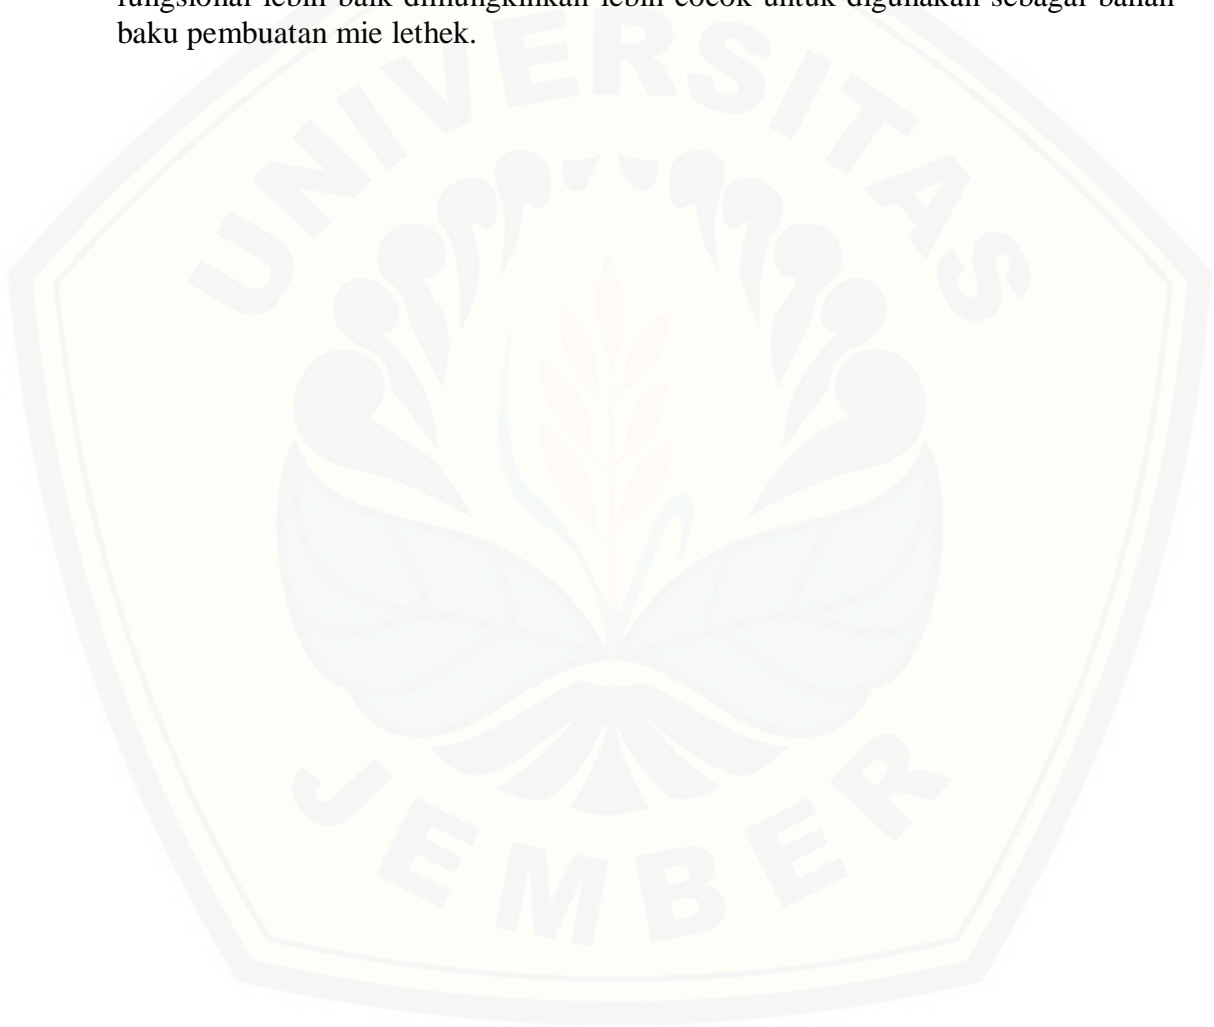 fungsional lebih baik dimungkinkan lebih cocok untuk digunakan sebagai bahan
baku pembuatan mie lethek.
UNIVERSITAS
JEMBER